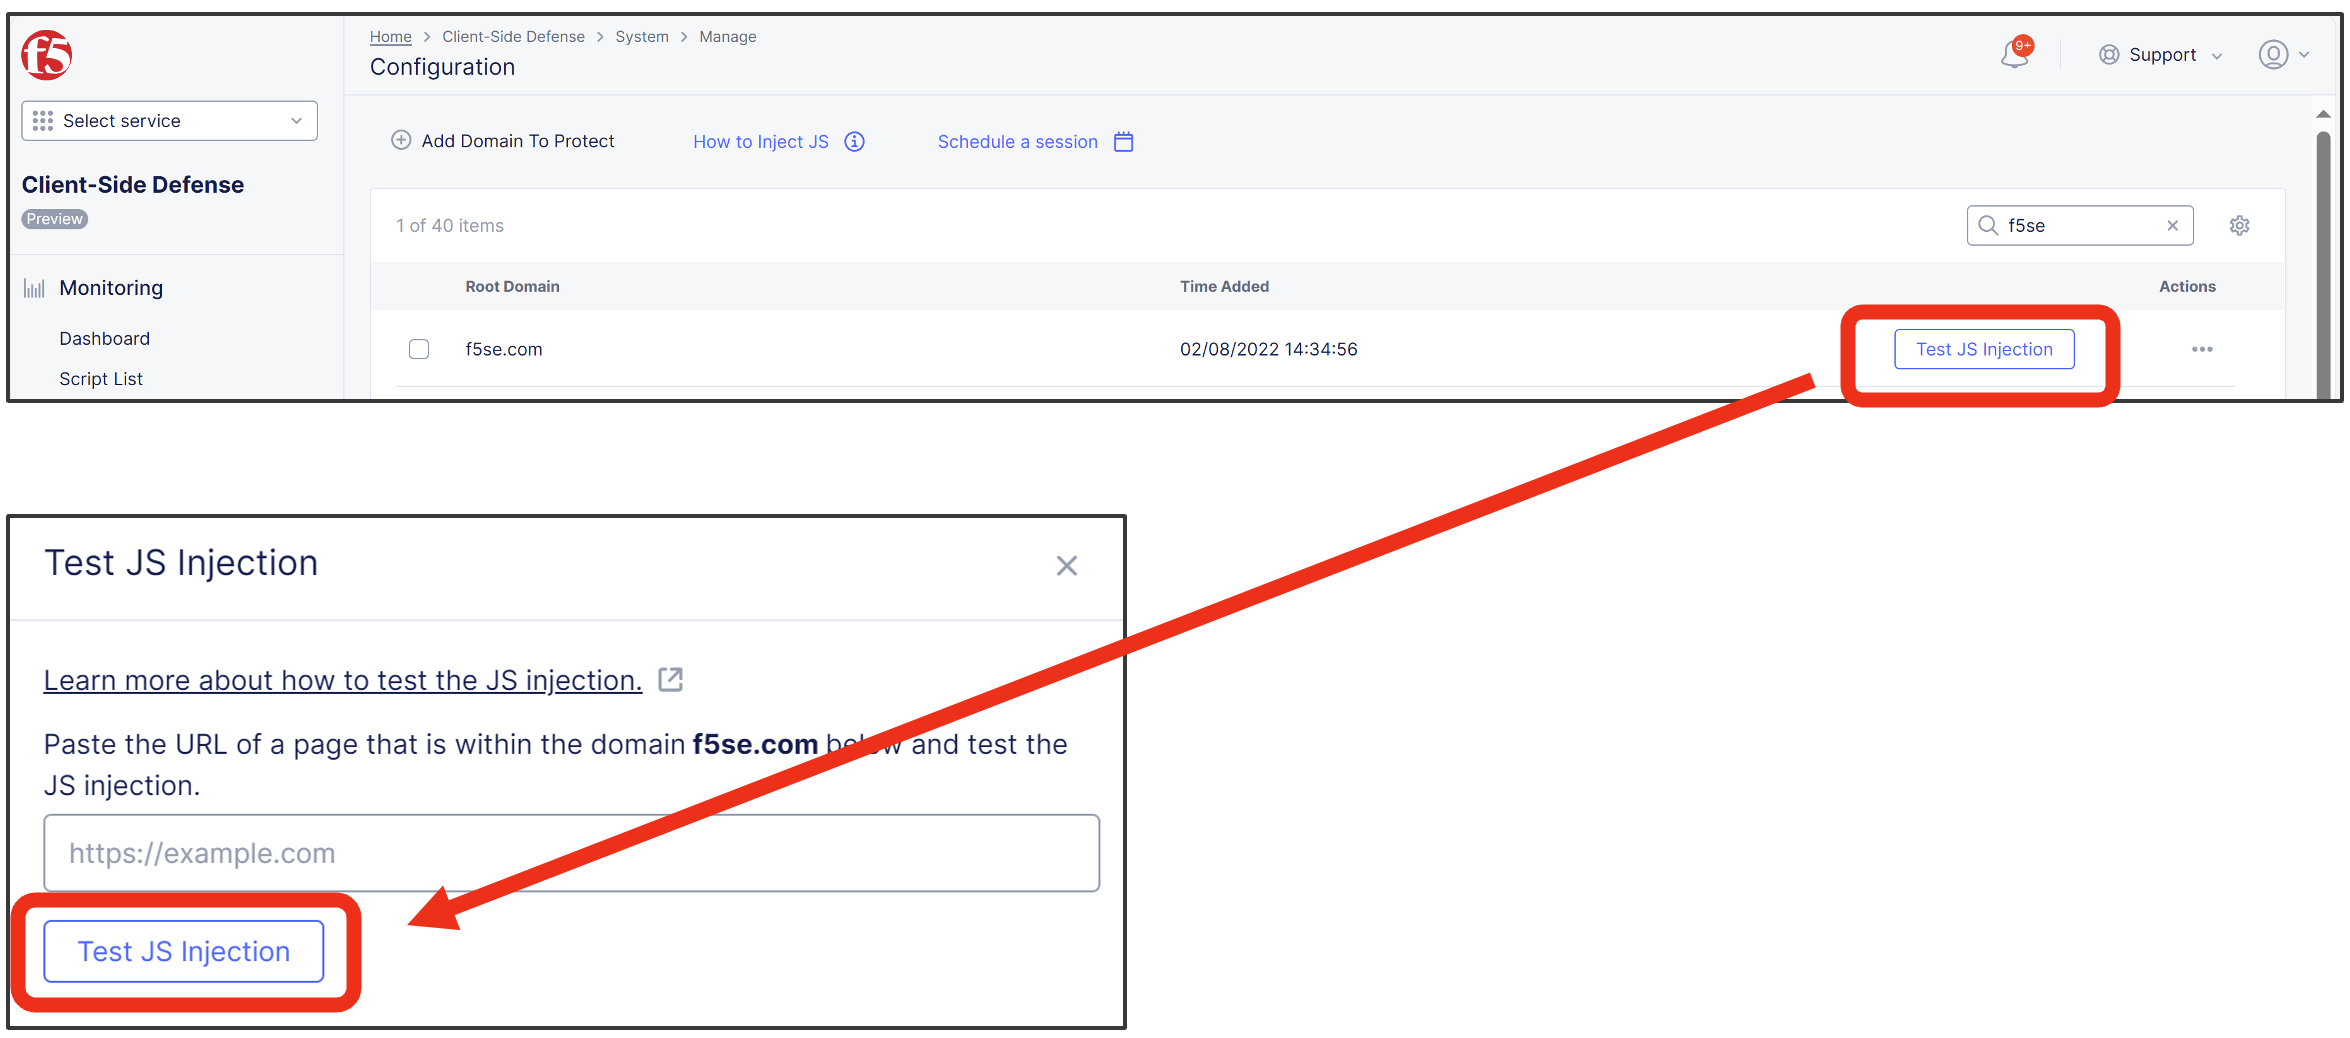 f5
Home > Client-Side Defense > System > Manage
Configuration
9+
Support
Select service
Add Domain To Protect
How to Inject JS
Schedule a session
Client-Side Defense
Preview
1 of 40 items
f5se
Monitoring
Root Domain
Time Added
Actions
Dashboard
f5se.com
02/08/2022 14:34:56
Test JS Injection
Script List
Test JS Injection
Learn more about how to test the JS injection.
Paste the URL of a page that is within the domain f5se.com below and test the
JS injection.
https://example.com
Test JS Injection